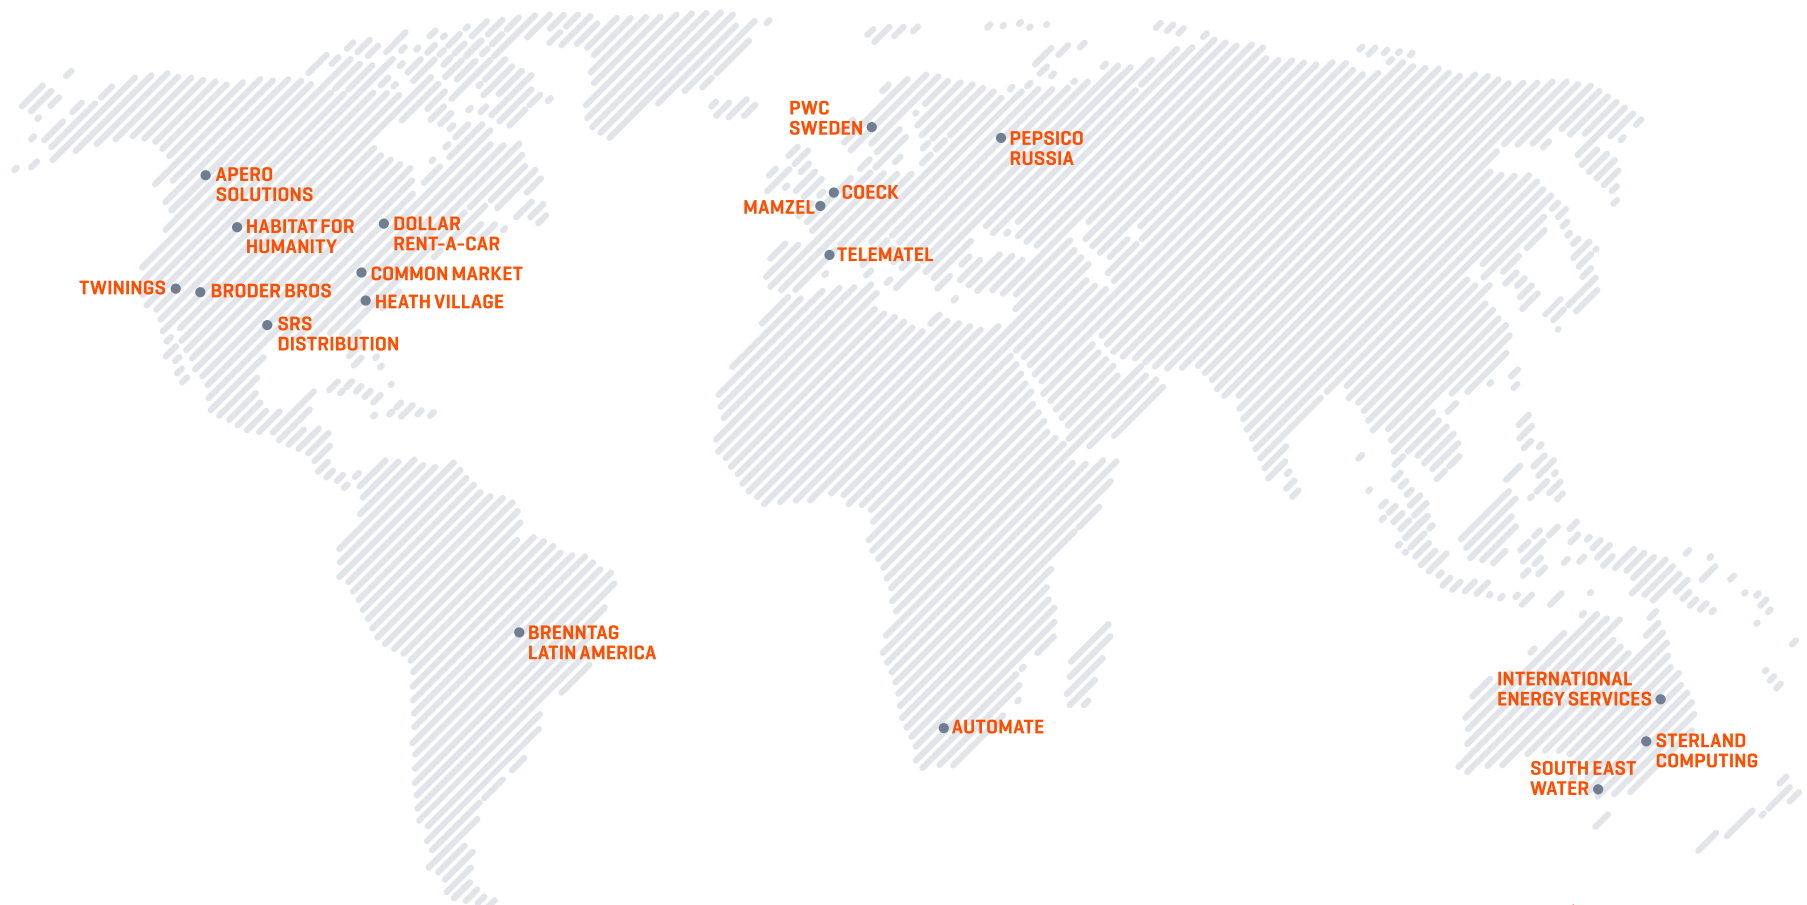 PWC
SWEDEN
PEPSICO
RUSSIA
APERO
SOLUTIONS
COECK
MAMZEL
HABITAT FOR
HUMANITY
DOLLAR
RENT-A-CAR
TELEMATEL
COMMON MARKET
TWININGS
BRODER BROS
HEATH VILLAGE
SRS
DISTRIBUTION
BRENNTAG
LATIN AMERICA
INTERNATIONAL
ENERGY SERVICES
AUTOMATE
STERLAND
COMPUTING
SOUTH EAST
WATER